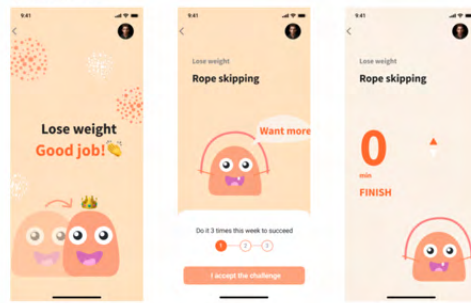 9:41
Lose weight
Good job!👏
9:41
Lose weight
Rope skipping
Want more
Do it 3 times this week to succeed
1
2
3
I accept the challenge
9:41
Lose weight
Rope skipping
0
min
FINISH